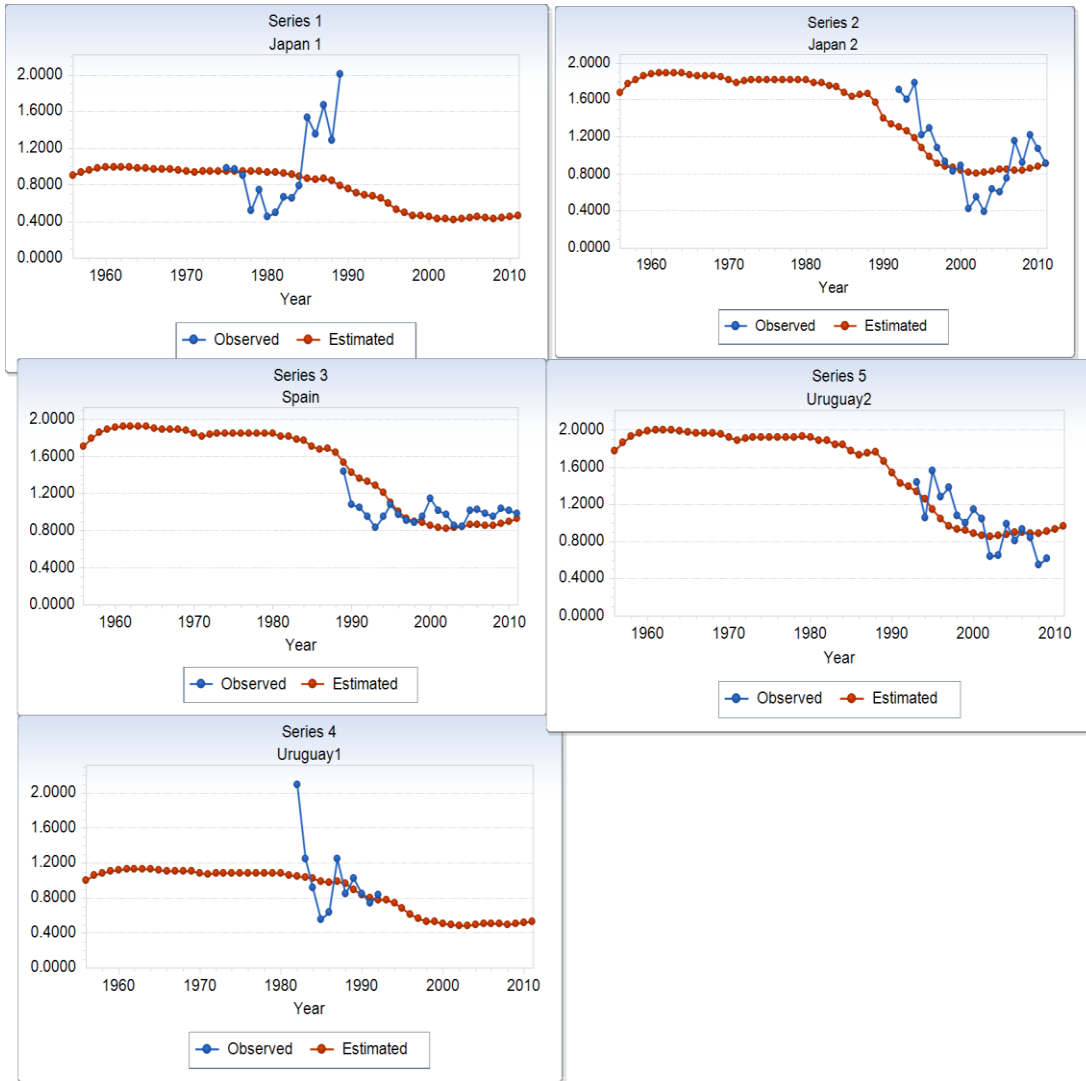 Series 1
Japan 1
2.0000
1.6000
1.2000
0.8000
0.4000
0.0000
1960 1970 1980 1990 2000 2010
Year
Observed Estimated
Series 2
Japan 2
2.0000
1.6000
1.2000
0.8000
0.4000
0.0000
1960 1970 1980 1990 2000 2010
Year
Observed Estimated
Series 3
Spain
2.0000
1.6000
1.2000
0.8000
0.4000
0.0000
1960 1970 1980 1990 2000 2010
Year
Observed Estimated
Series 5
Uruguay2
2.0000
1.6000
1.2000
0.8000
0.4000
0.0000
1960 1970 1980 1990 2000 2010
Year
Observed Estimated
Series 4
Uruguay1
2.0000
1.6000
1.2000
0.8000
0.4000
0.0000
1960 1970 1980 1990 2000 2010
Year
Observed Estimated